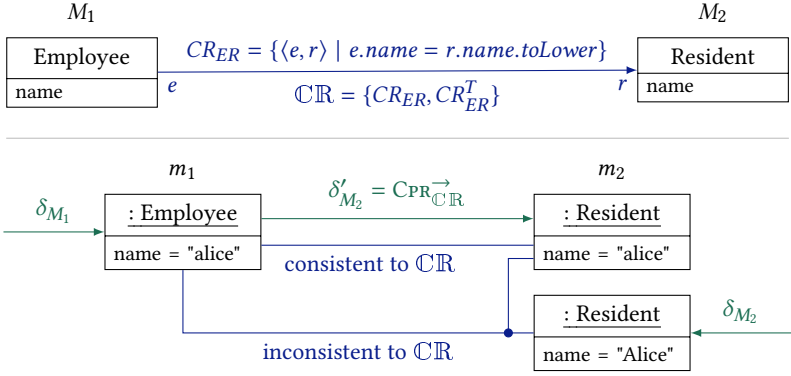 M₁
M₂
Employee
name
CR_ER = {⟨e, r⟩ | e.name = r.name.toLower}
e
r
ℂℝ = {CR_ER, CR_ER^T}
Resident
name
m₁
m₂
δ_M₁
: Employee
name = "alice"
δ′_M₂ = CPR→_ℂℝ
: Resident
name = "alice"
consistent to ℂℝ
: Resident
name = "Alice"
δ_M₂
inconsistent to ℂℝ